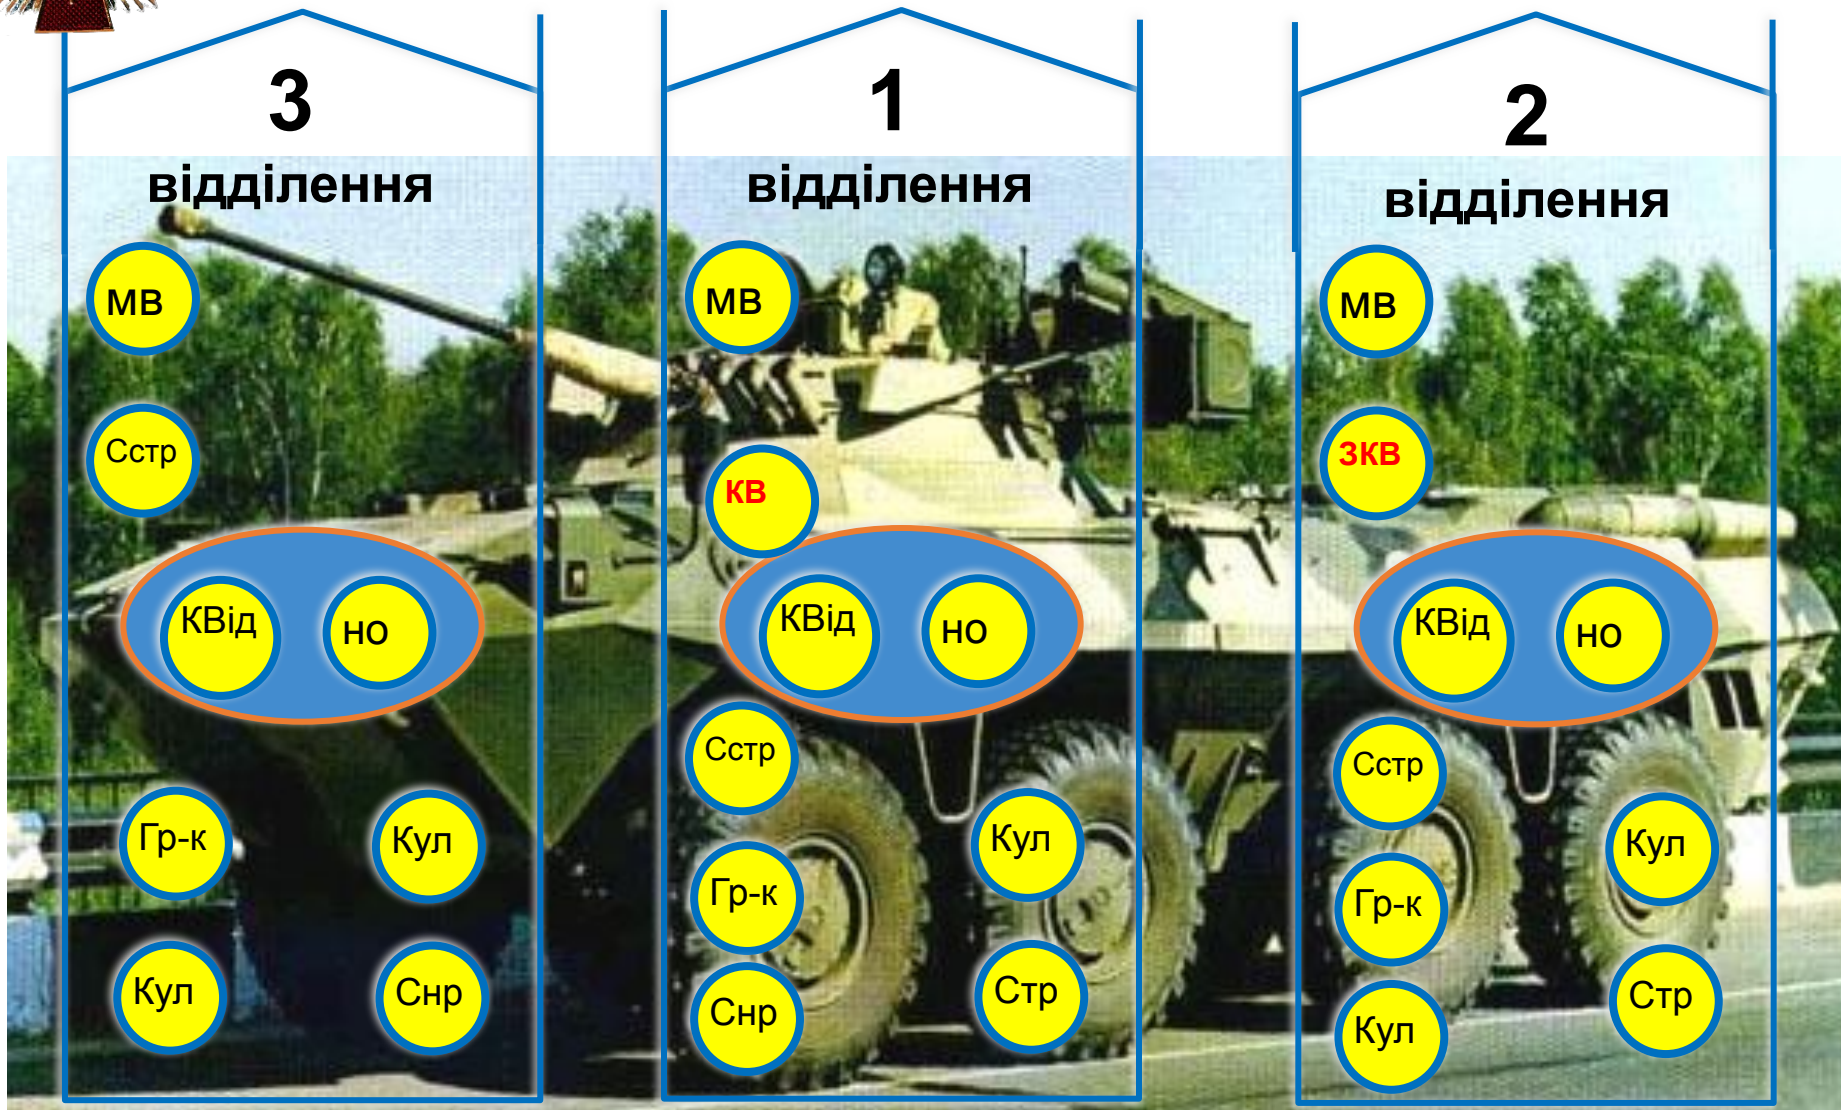 3
відділення
МВ
Сстр
КВід
НО
Гр-к
Кул
Кул
Снр
1
відділення
МВ
КВ
КВід
НО
Сстр
Кул
Гр-к
Снр
Стр
2
відділення
МВ
ЗКВ
КВід
НО
Сстр
Кул
Гр-к
Стр
Кул